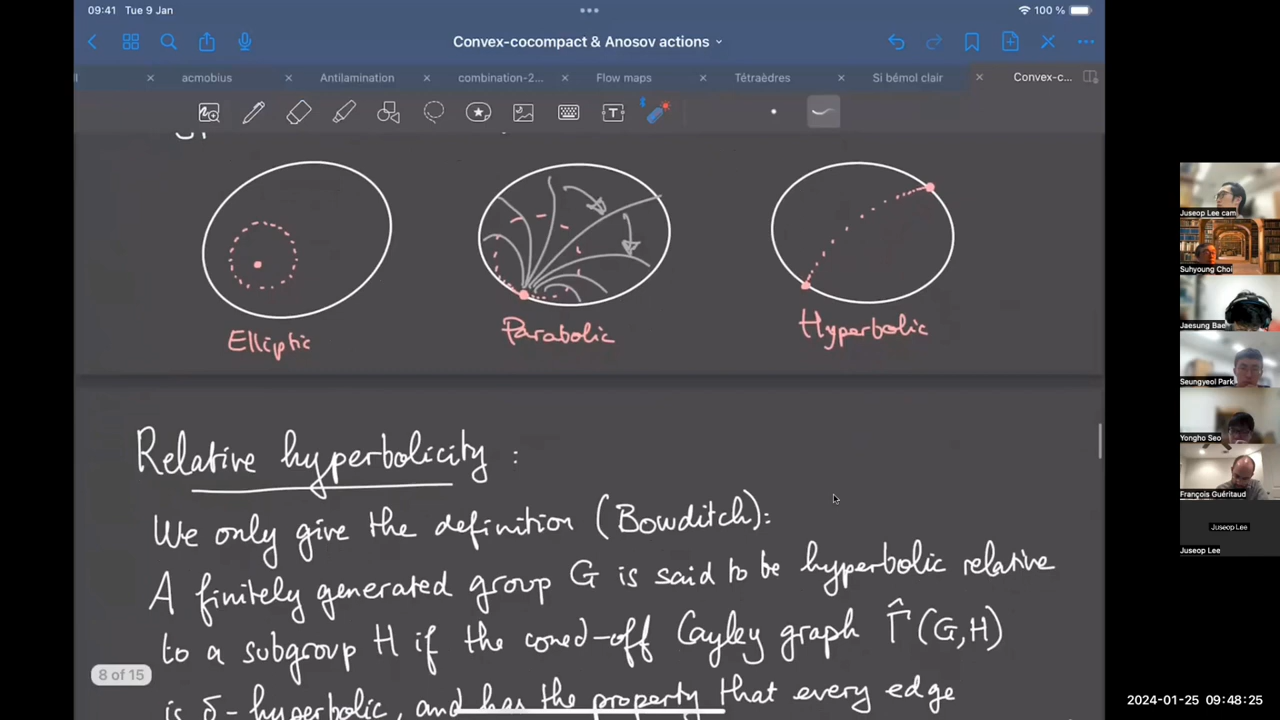 09:41 Tue 9 Jan
100 %
Convex-cocompact & Anosov actions
acmobius
Antilamination
combination-2...
Flow maps
Tétraèdres
Si bémol clair
Convex-c...
Elliptic
Parabolic
Hyperbolic
Relative hyperbolicity :
We only give the definition (Bowditch):
A finitely generated group G is said to be hyperbolic relative
to a subgroup H if the coned-off Cayley graph Γ̂(G,H)
is δ-hyperbolic, and has the property that every edge
8 of 15
Juseop Lee cam
Suhyoung Choi
Jaesung Bae
Seungyeol Park
Yongho Seo
François Guéritaud
Juseop Lee
Juseop Lee
2024-01-25 09:48:25